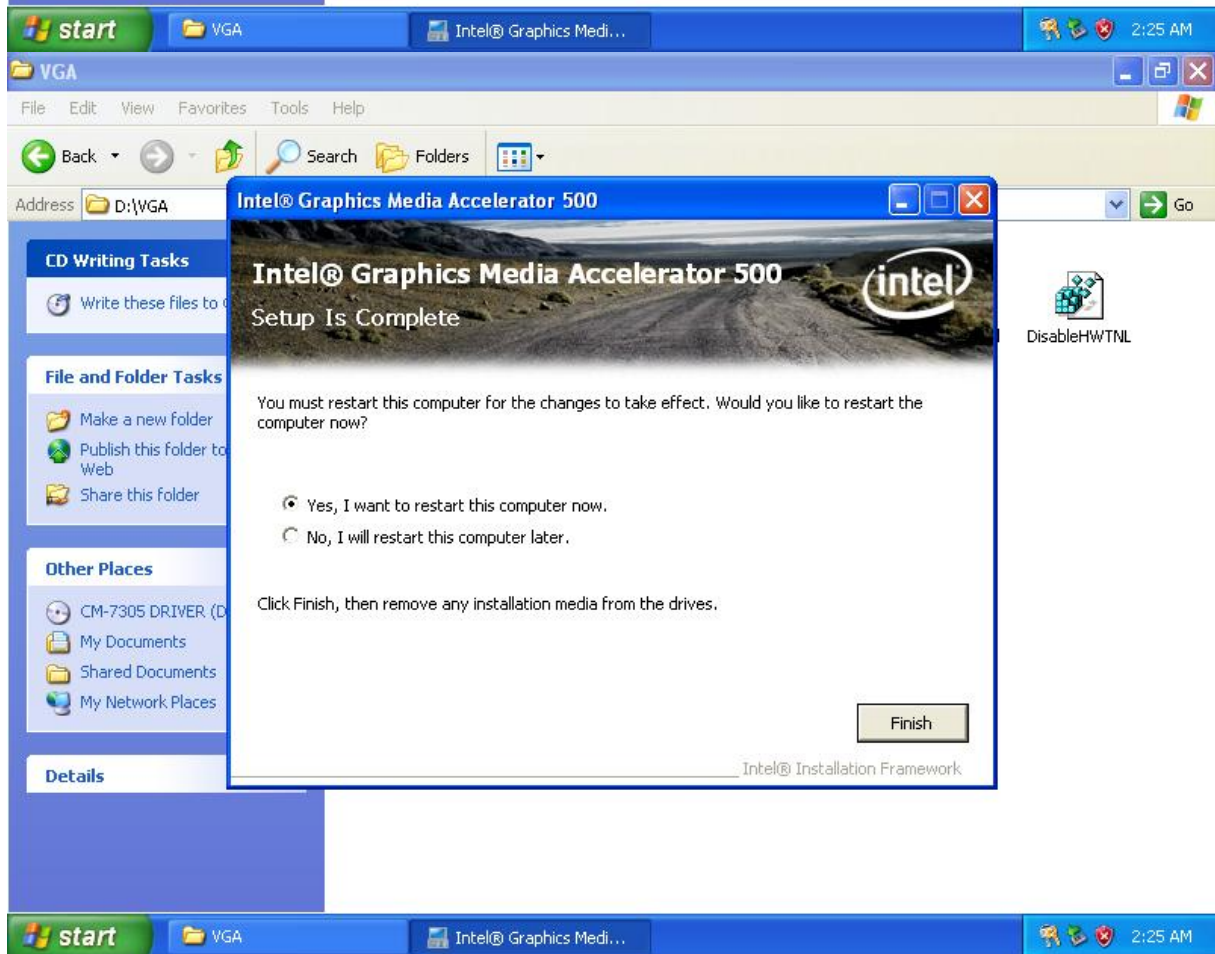 start
VGA
Intel® Graphics Medi...
2:25 AM
VGA
File Edit View Favorites Tools Help
Back
Search
Folders
Address
D:\VGA
Go
CD Writing Tasks
Write these files to
File and Folder Tasks
Make a new folder
Publish this folder to
Web
Share this folder
Other Places
CM-7305 DRIVER (D
My Documents
Shared Documents
My Network Places
Details
Intel® Graphics Media Accelerator 500
Intel® Graphics Media Accelerator 500
Setup Is Complete
intel
You must restart this computer for the changes to take effect. Would you like to restart the
computer now?
Yes, I want to restart this computer now.
No, I will restart this computer later.
Click Finish, then remove any installation media from the drives.
Finish
Intel® Installation Framework
DisableHWTNL
start
VGA
Intel® Graphics Medi...
2:25 AM